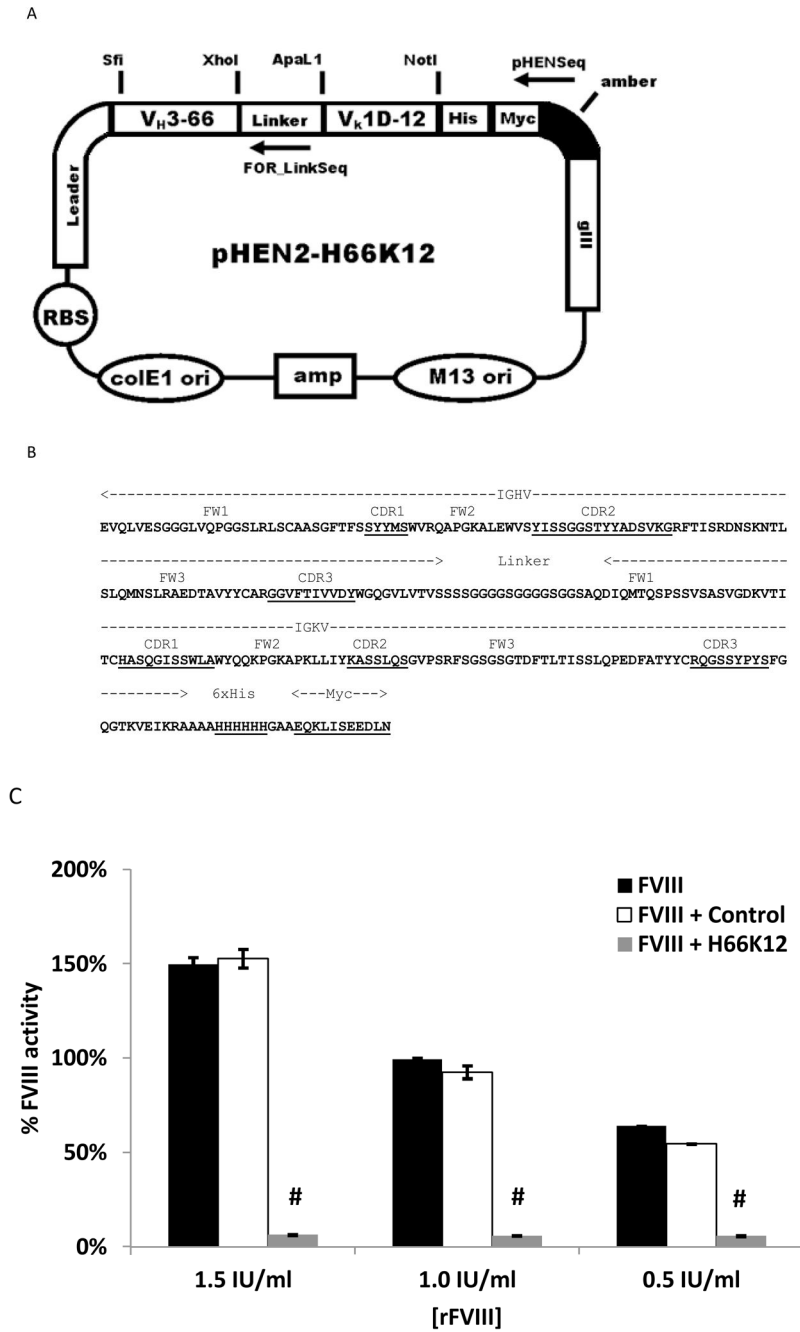 A
Sfi XhoI ApaL1 NotI pHENSeq amber
VH3-66 Linker Vk1D-12 His Myc
FOR_LinkSeq
Leader
gIII
pHEN2-H66K12
RBS
colE1 ori amp M13 ori
B
<---------------------------------------------IGHV-------------------------------
FW1 CDR1 FW2 CDR2
EVQLVESGGGLVQPGGSLRLSCAASGFTFSSYYMSWVRQAPGKALEWVSYISSGGSTYYADSVKGRFTISRDNSKNTL
---------------------------------------> Linker <---------------------
FW3 CDR3 FW1
SLQMNSLRAEDTAVYYCARGGVFTIVVDYWGQGVLVTVSSSSSGGGGSGGGGSGGSAQDIQMTQSPSSVSASVGDKVTI
----------------------IGKV------------------------------------------------------
CDR1 FW2 CDR2 FW3 CDR3
TCHASQGISSWLAWYQQKPGKAPKLLIYKASSLQSGVPSRFSGSGSGTDFTLTISSLQPEDFATYYCRQGSSYPYSFG
---------> 6xHis <---Myc--->
QGTKVEIKRAAAAHHHHHHGAAEQKLISEEDLN
C
200%
150%
100%
50%
0%
% FVIII activity
FVIII
FVIII + Control
FVIII + H66K12
# # #
1.5 IU/ml 1.0 IU/ml 0.5 IU/ml
[rFVIII]